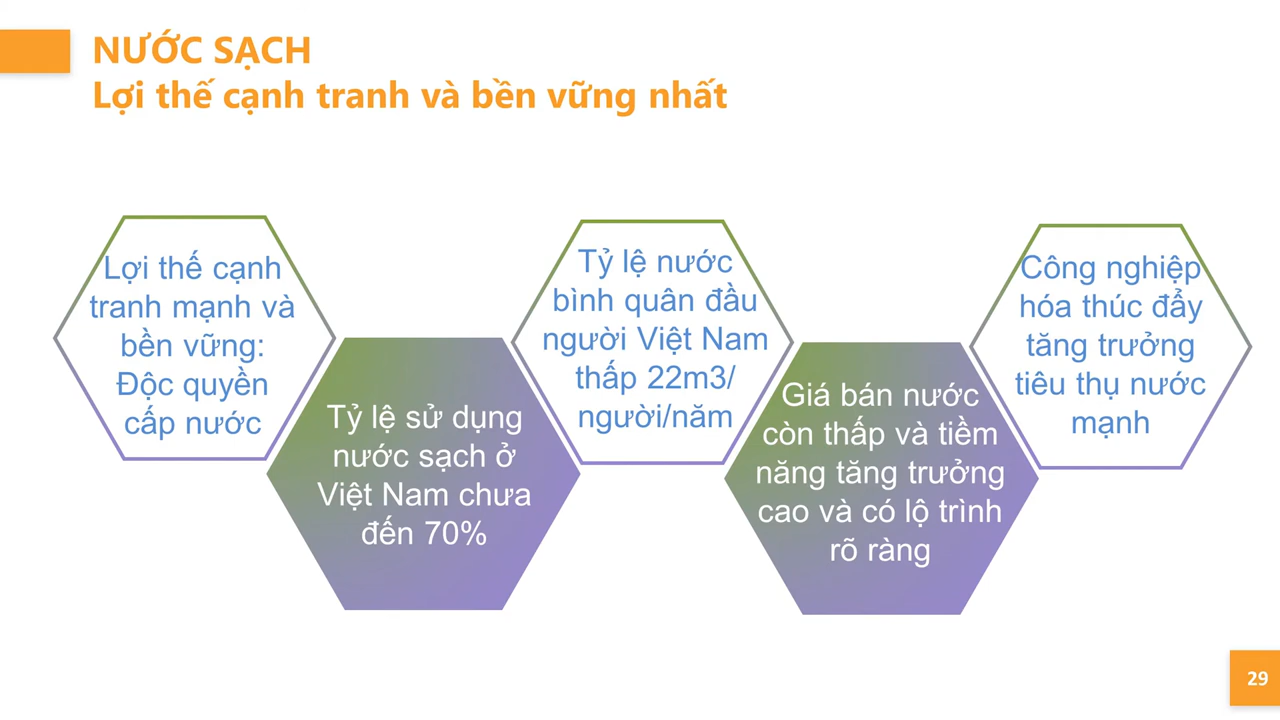 NƯỚC SẠCH
Lợi thế cạnh tranh và bền vững nhất
Lợi thế cạnh
tranh mạnh và
bền vững:
Độc quyền
cấp nước
Tỷ lệ sử dụng
nước sạch ở
Việt Nam chưa
đến 70%
Tỷ lệ nước
bình quân đầu
người Việt Nam
thấp 22m3/
người/năm
Giá bán nước
còn thấp và tiềm
năng tăng trưởng
cao và có lộ trình
rõ ràng
Công nghiệp
hóa thúc đẩy
tăng trưởng
tiêu thụ nước
mạnh
29